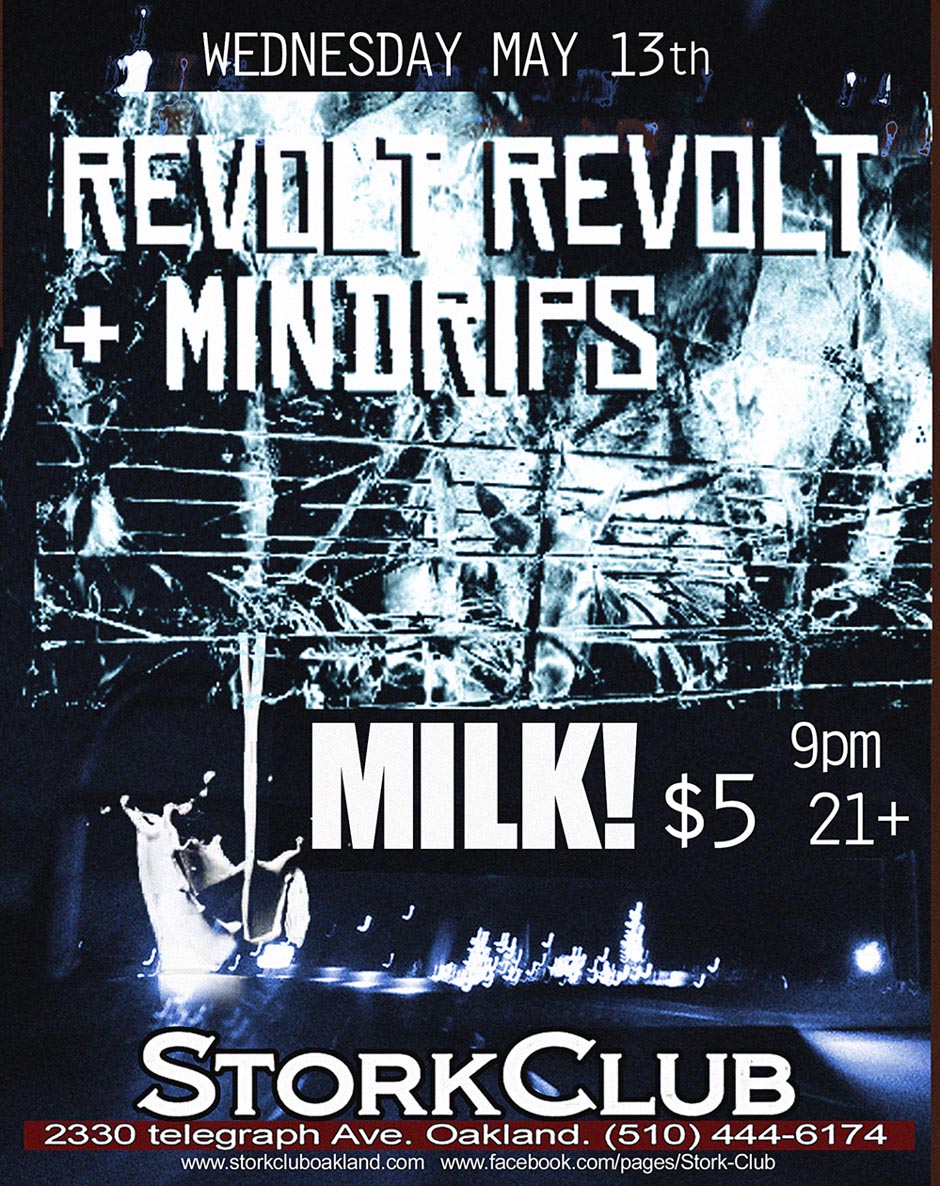 WEDNESDAY MAY 13th
REVOLT REVOLT
+ MINDRIPS
MILK! $5 9pm
21+
STORKCLUB
2330 telegraph Ave. Oakland. (510) 444-6174
www.storkcluboakland.com www.facebook.com/pages/Stork-Club